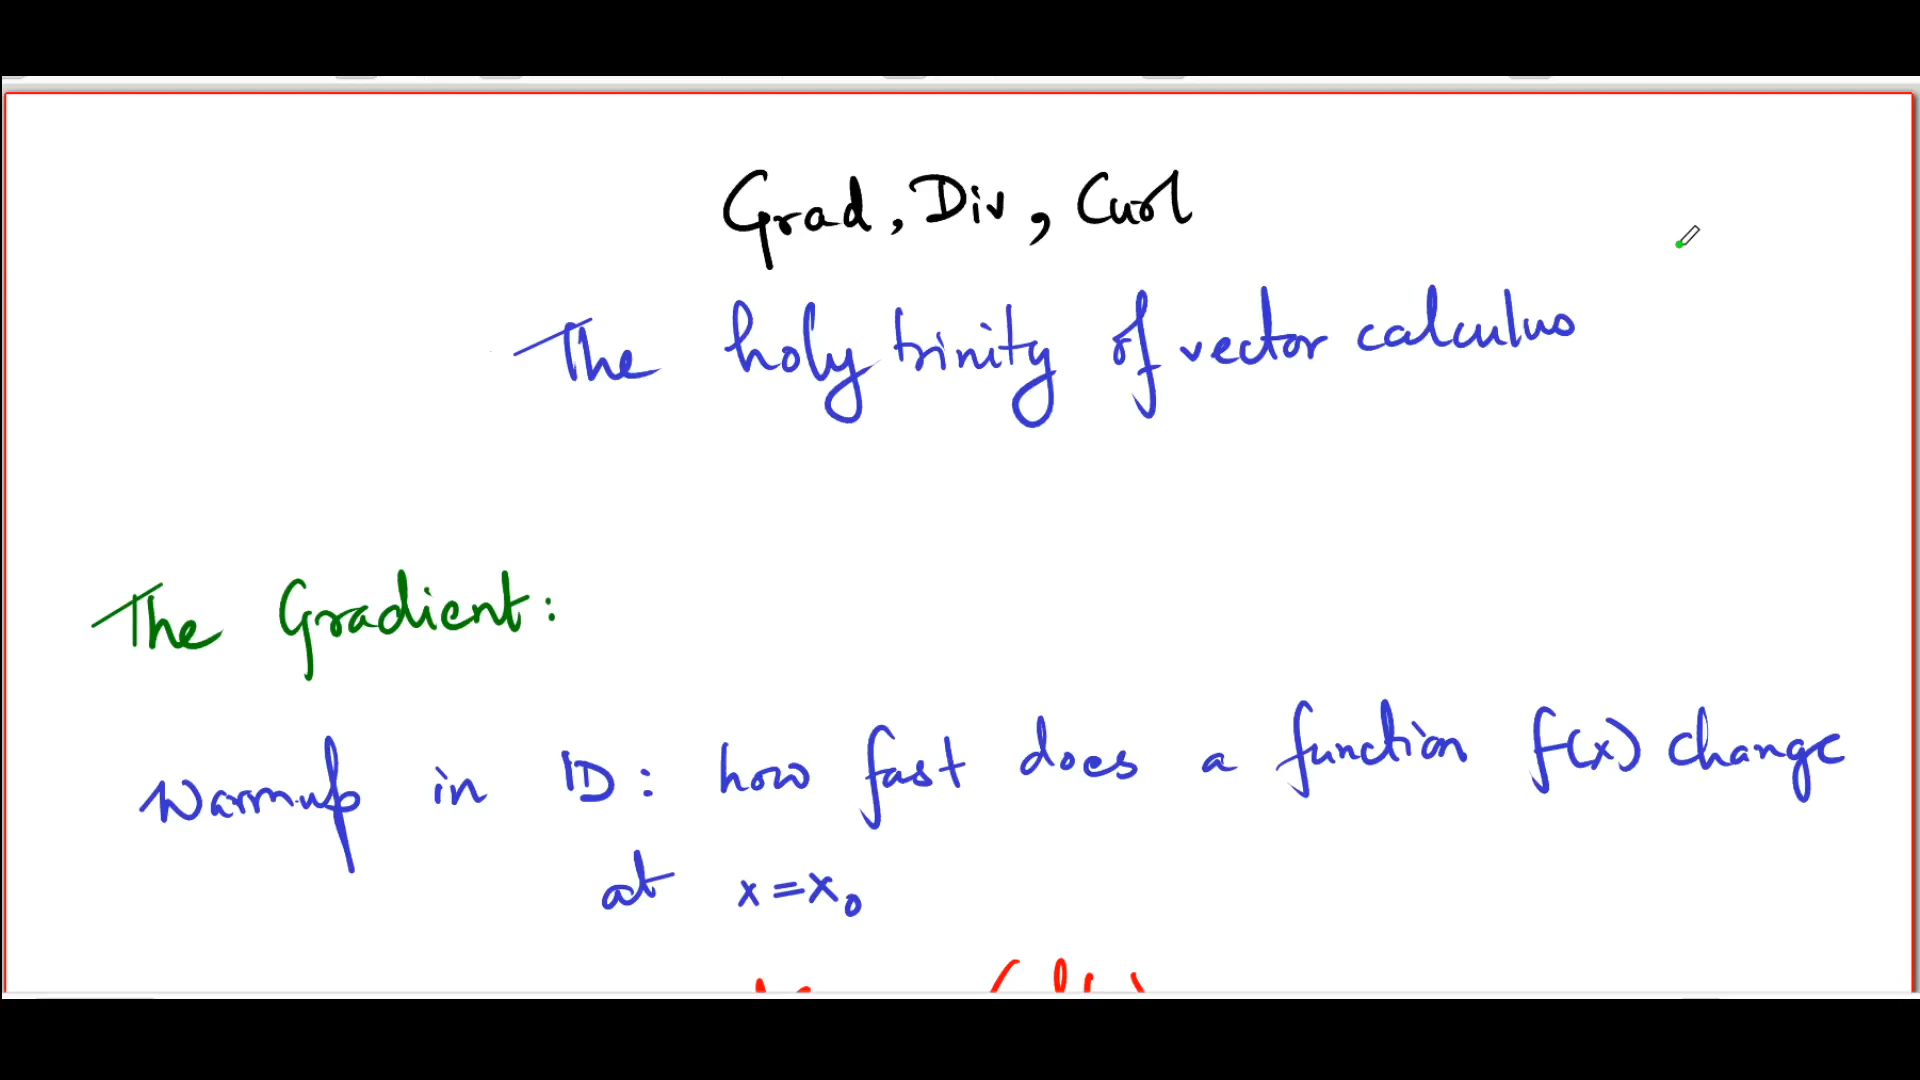 Grad, Div, Curl
The holy trinity of vector calculus
The Gradient:
Warmup in 1D: how fast does a function f(x) change
at x=x₀